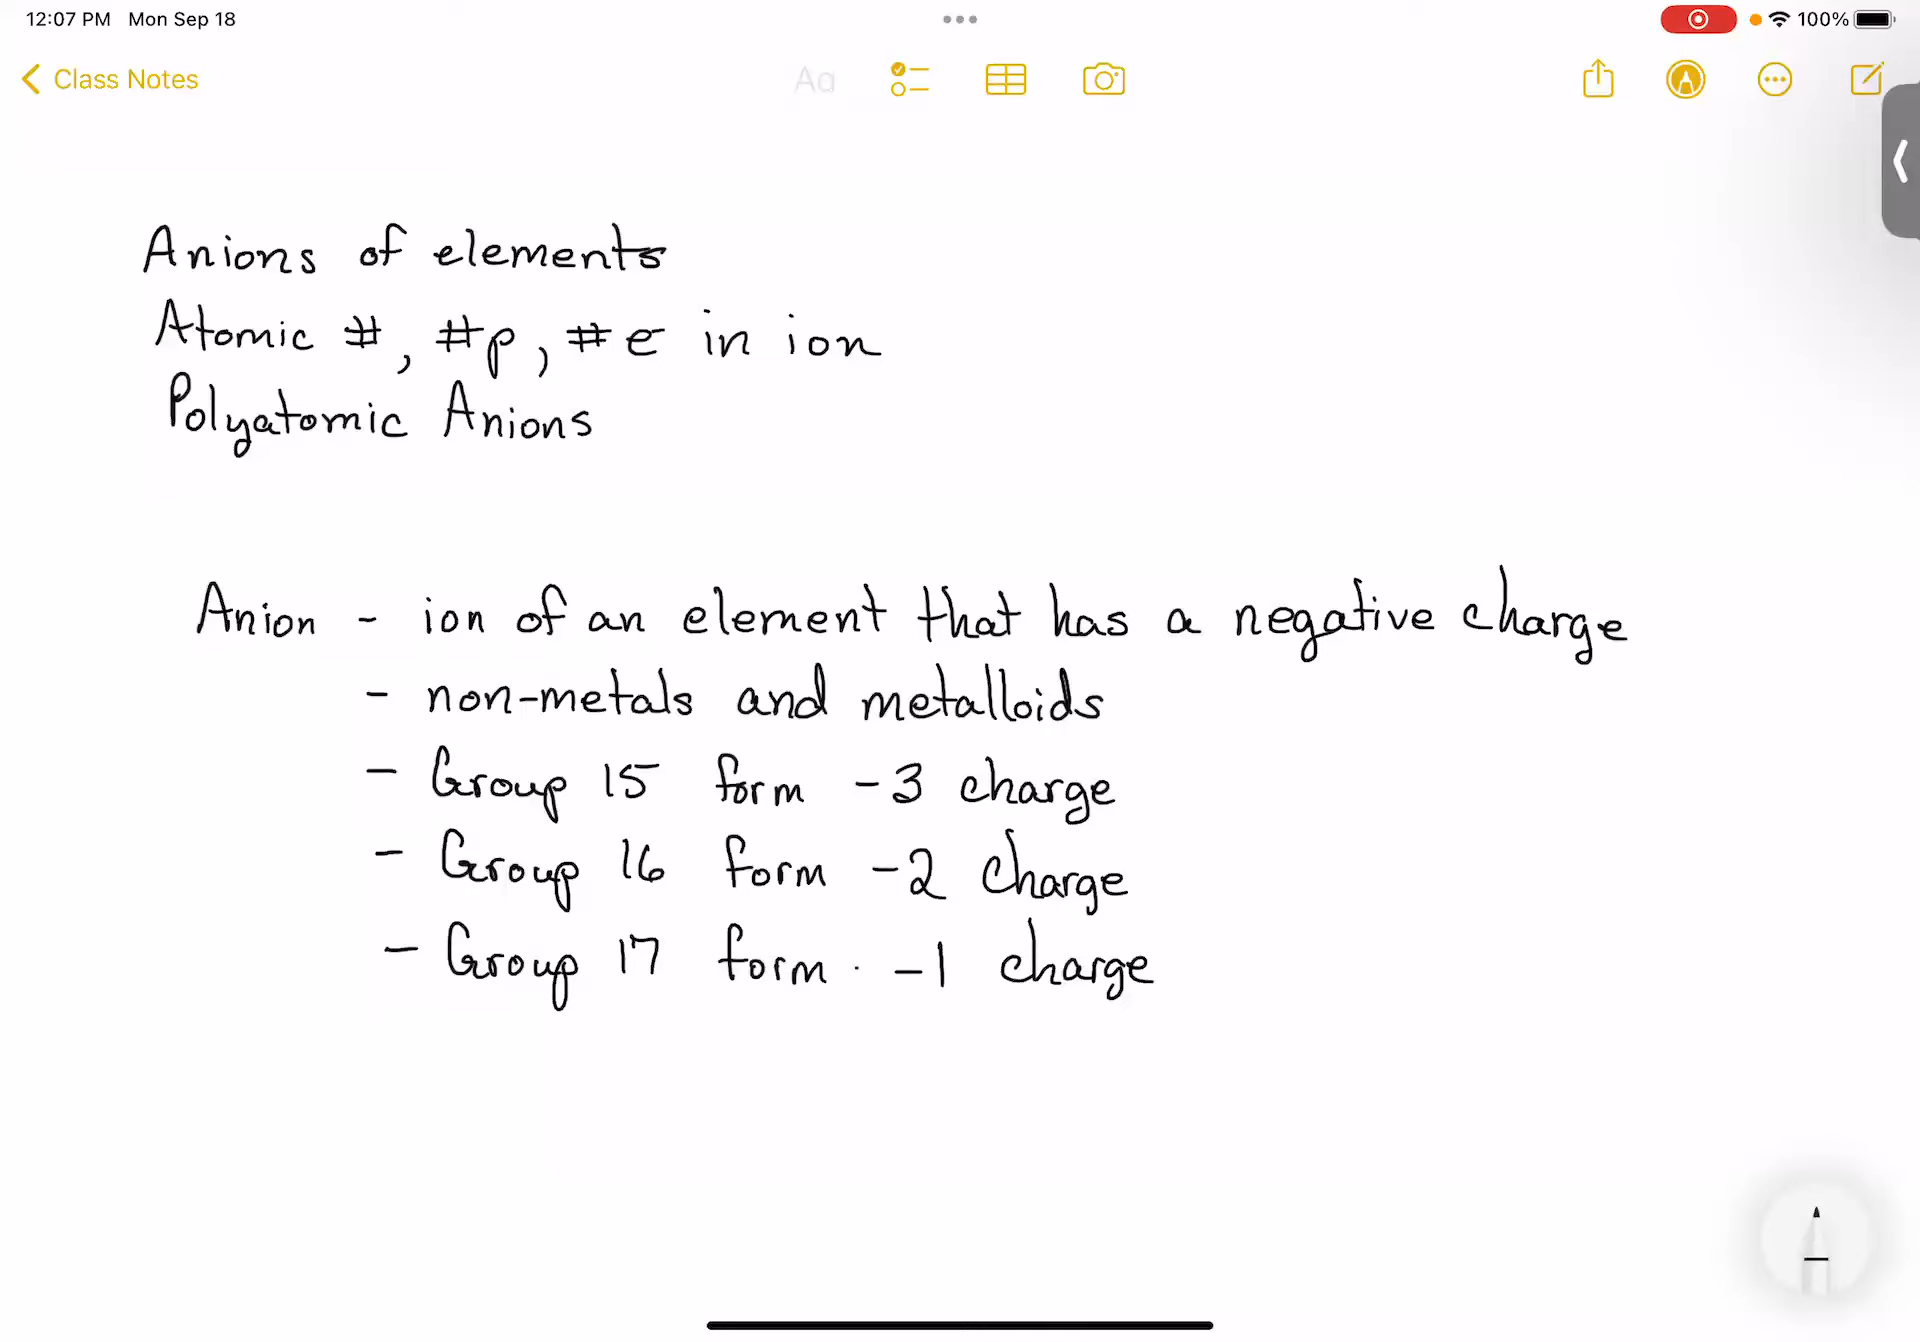 12:07 PM Mon Sep 18
100%
Class Notes
Aa
Anions of elements
Atomic #, #p, #e in ion
Polyatomic Anions
Anion - ion of an element that has a negative charge
- non-metals and metalloids
- Group 15 form -3 charge
- Group 16 form -2 charge
- Group 17 form -1 charge